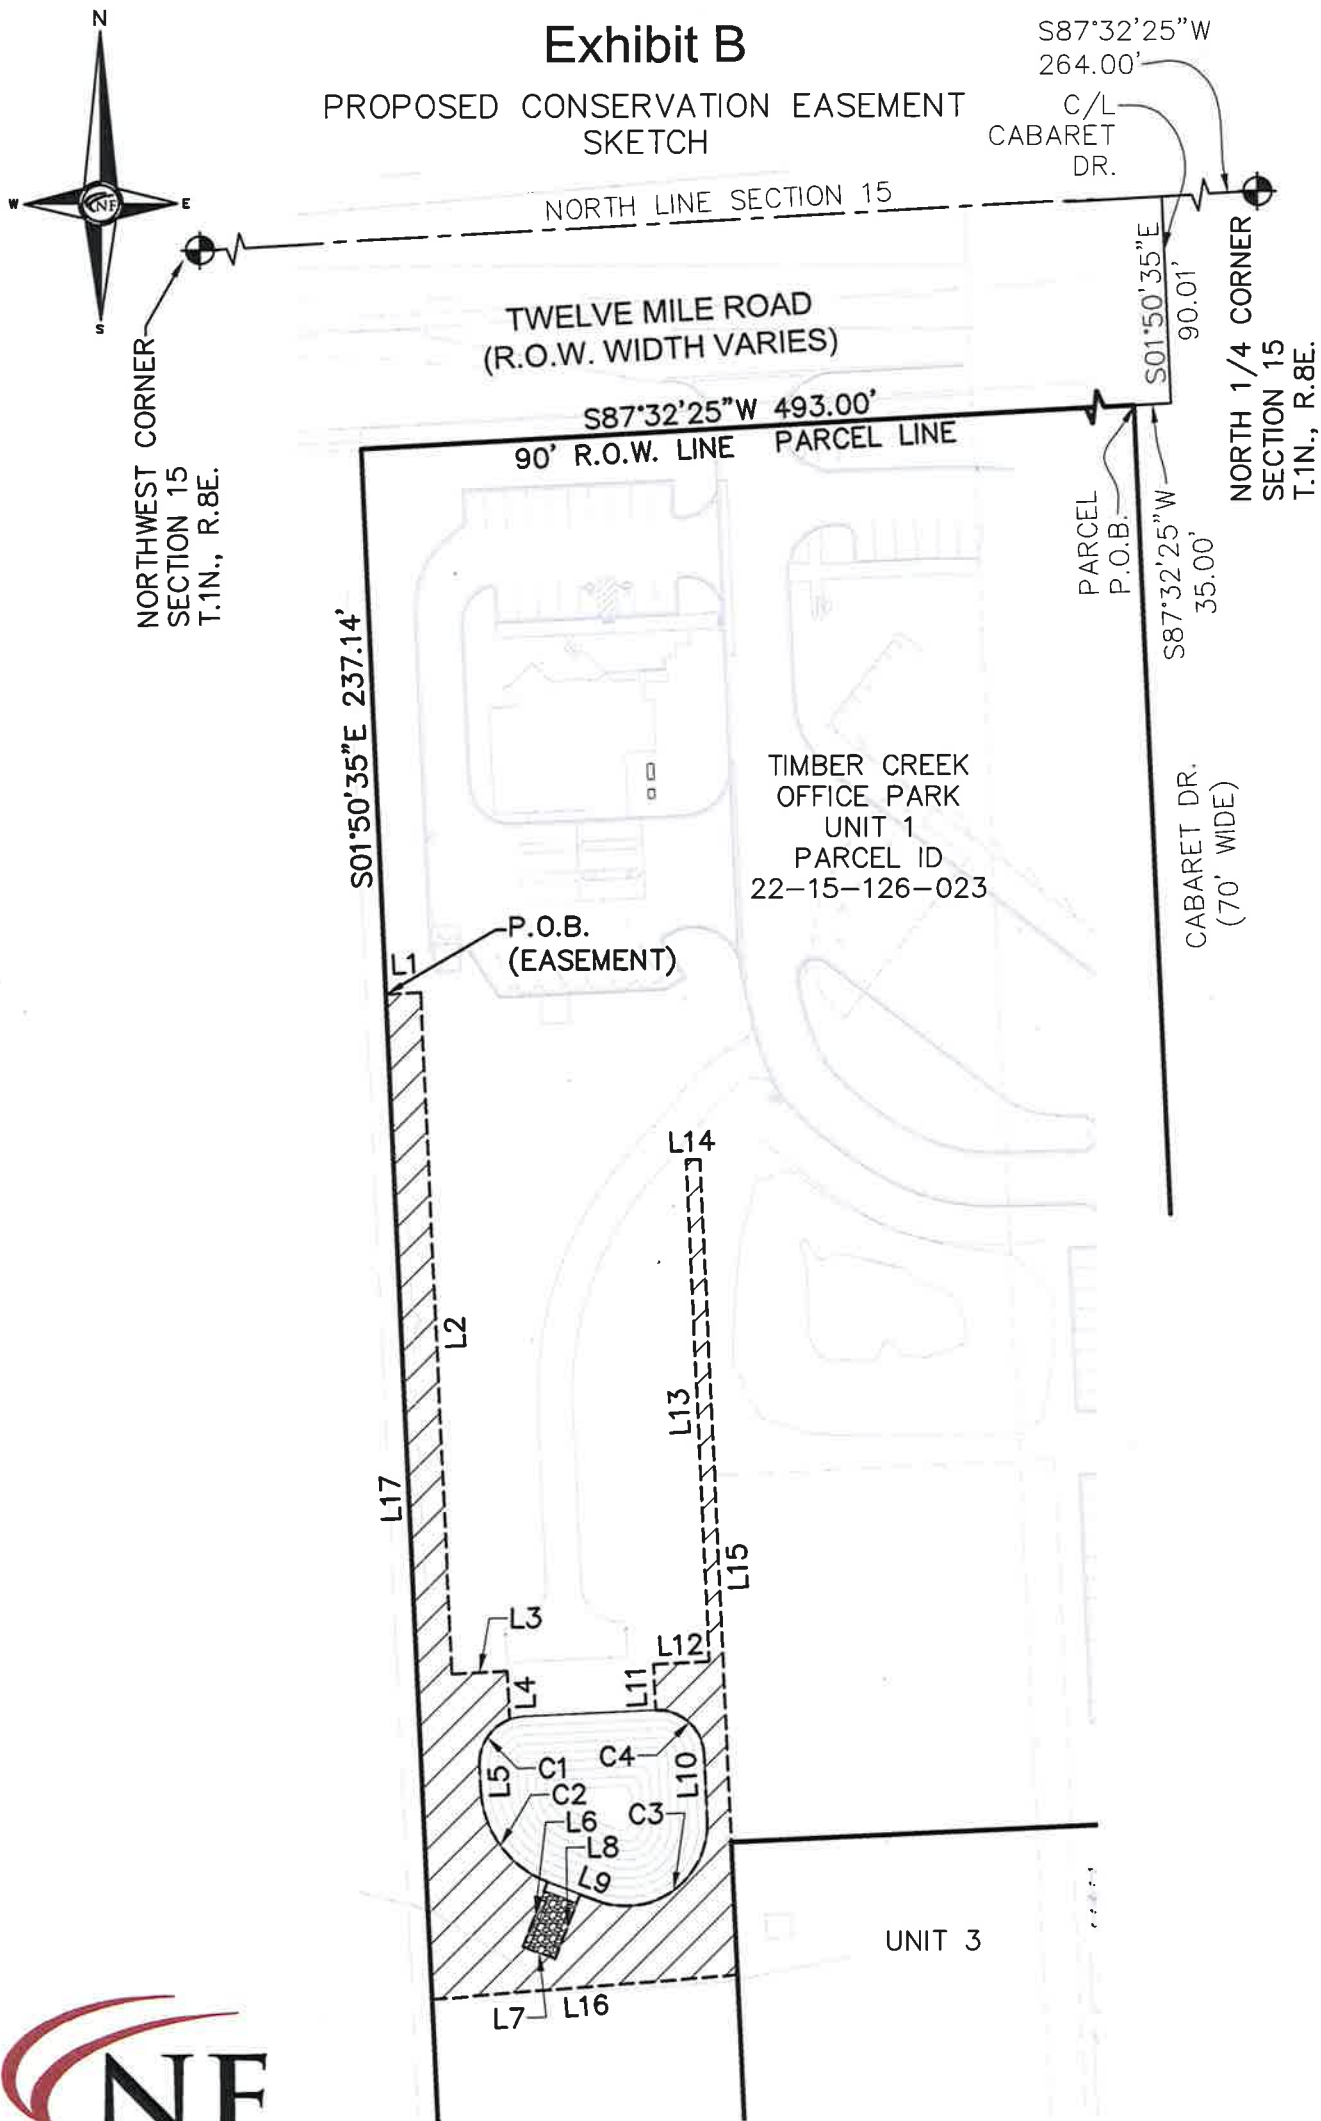 Exhibit B
PROPOSED CONSERVATION EASEMENT
SKETCH
N
W
E
S
NF
S87°32'25"W
264.00'
C/L
CABARET
DR.
NORTH LINE SECTION 15
TWELVE MILE ROAD
(R.O.W. WIDTH VARIES)
S01°50'35"E
90.01'
NORTH 1/4 CORNER
SECTION 15
T.1N., R.8E.
NORTHWEST CORNER
SECTION 15
T.1N., R.8E.
S87°32'25"W 493.00'
90' R.O.W. LINE PARCEL LINE
PARCEL
P.O.B.
S87°32'25"W
35.00'
S01°50'35"E 237.14'
TIMBER CREEK
OFFICE PARK
UNIT 1
PARCEL ID
22-15-126-023
CABARET DR.
(70' WIDE)
P.O.B.
(EASEMENT)
L1
L14
L2
L13
L17
L15
L3
L12
L4
L11
C1
C4
L5
L10
C2
C3
L6
L8
L9
UNIT 3
L7
L16
NF